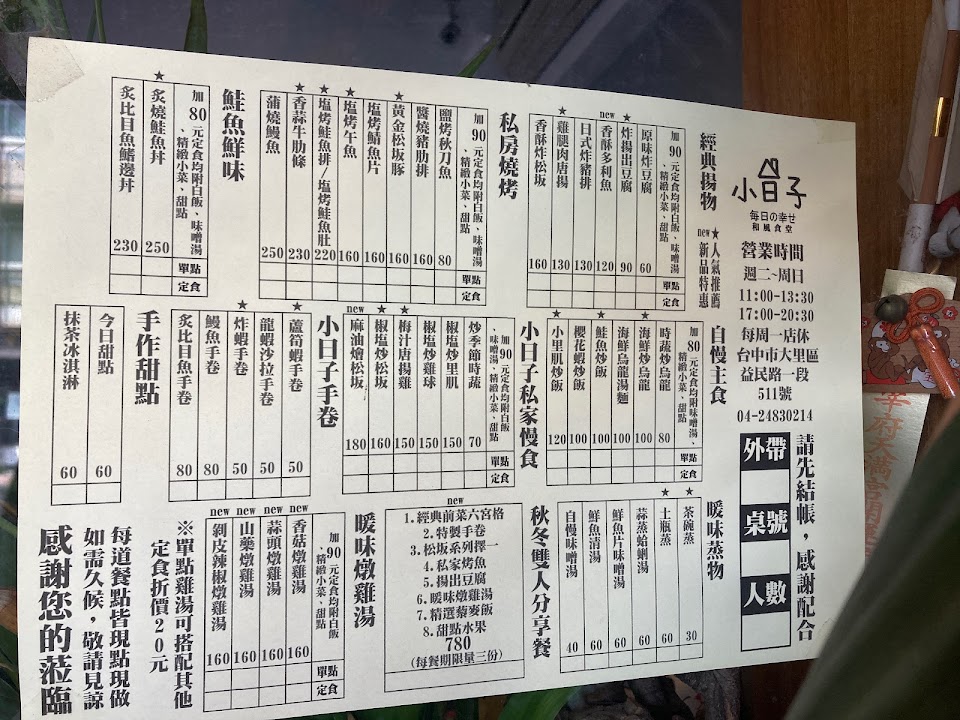 小日子
毎日の幸せ
和風食堂
營業時間
週二~周日
11:00-13:30
17:00-20:30
每周一店休
台中市大里區
益民路一段
511號
04-24830214
請先結帳，感謝配合
外帶
桌號
人數
★人氣推薦
new新品特惠
經典揚物
加90元定食均附白飯、味噌湯
、精緻小菜、甜點
單點
定食
原味炸豆腐 60
★炸揚出豆腐 90
new 香酥多利魚 120
日式炸豬排 130
★雞腿肉唐揚 130
香酥炸松坂 160
私房燒烤
加90元定食均附白飯、味噌湯
、精緻小菜、甜點
單點
定食
鹽烤秋刀魚 80
醬燒豬肋排 160
★黃金松坂豚 160
塩烤鯖魚片 160
★塩烤午魚 160
★塩烤鮭魚排/塩烤鮭魚肚 220
★香蒜牛肋條 230
蒲燒鰻魚 250
鮭魚鮮味
加80元定食均附白飯、味噌湯
、精緻小菜、甜點
單點
定食
★炙燒鮭魚丼 250
炙比目魚鰭邊丼 230
自慢主食
加80元定食均附味噌湯、
精緻小菜、甜點
單點
定食
時蔬炒烏龍 80
★海鮮炒烏龍 100
海鮮烏龍湯麵 100
★鮭魚炒飯 100
櫻花蝦炒飯 100
★小里肌炒飯 120
小日子私家慢食
加90元定食均附白飯
、味噌湯、精緻小菜、甜點
單點
定食
炒季節時蔬 70
椒塩炒里肌 150
椒塩炒雞球 150
★梅汁唐揚雞 150
★椒塩炒松坂 160
new 麻油燴松坂 180
小日子手卷
★蘆筍蝦手卷 50
龍蝦沙拉手卷 50
★炸蝦手卷 50
鰻魚手卷 80
炙比目魚手卷 80
手作甜點
今日甜點 60
抹茶冰淇淋 60
暖味蒸物
★茶碗蒸 30
★土瓶蒸 60
蒜蒸蛤蜊湯 60
鮮魚片味噌湯 60
鮮魚清湯 60
自慢味噌湯 40
秋冬雙人分享餐
new
1.經典前菜六宮格
2.特製手卷
3.松坂系列擇一
4.私家烤魚
5.揚出豆腐
6.暖味燉雞湯
7.精選藜麥飯
8.甜點水果
780
(每餐期限量三份)
暖味燉雞湯
加90元定食均附白飯
、精緻小菜、甜點
單點
定食
new 香菇燉雞湯 160
new 蒜頭燉雞湯 160
new 山藥燉雞湯 160
new 剝皮辣椒燉雞湯 160
※單點雞湯可搭配其他
定食折價20元
每道餐點皆現點現做
如需久候，敬請見諒
感謝您的蒞臨